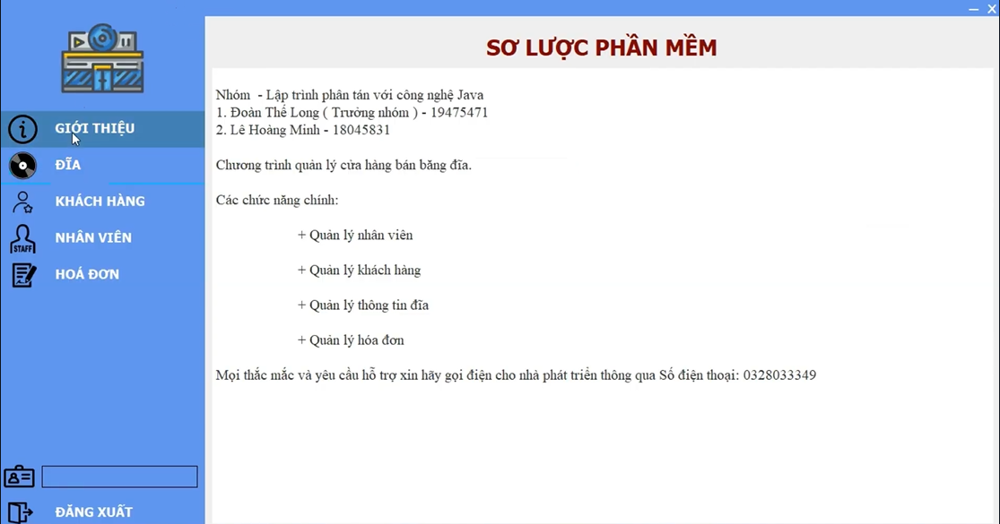 SƠ LƯỢC PHẦN MỀM
GIỚI THIỆU
ĐĨA
KHÁCH HÀNG
STAFF
NHÂN VIÊN
HOÁ ĐƠN
ĐĂNG XUẤT
Nhóm - Lập trình phân tán với công nghệ Java
1. Đoàn Thế Long ( Trưởng nhóm ) - 19475471
2. Lê Hoàng Minh - 18045831
Chương trình quản lý cửa hàng bán băng đĩa.
Các chức năng chính:
+ Quản lý nhân viên
+ Quản lý khách hàng
+ Quản lý thông tin đĩa
+ Quản lý hóa đơn
Mọi thắc mắc và yêu cầu hỗ trợ xin hãy gọi điện cho nhà phát triển thông qua Số điện thoại: 0328033349